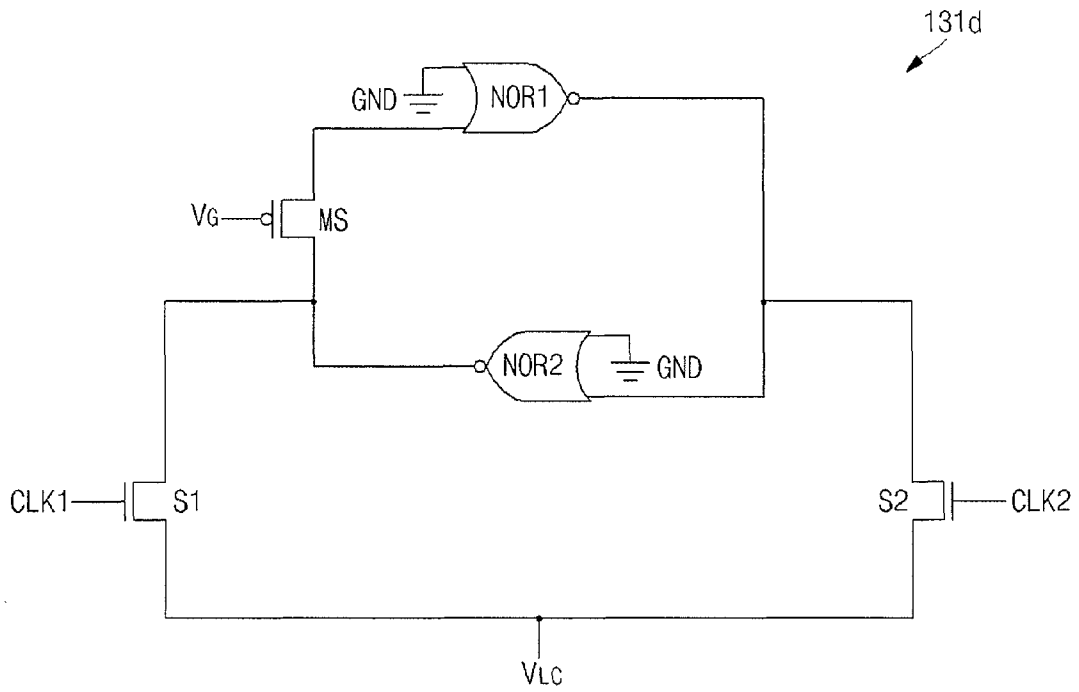 131d
GND
NOR1
VG
MS
NOR2
GND
CLK1
S1
S2
CLK2
VLC